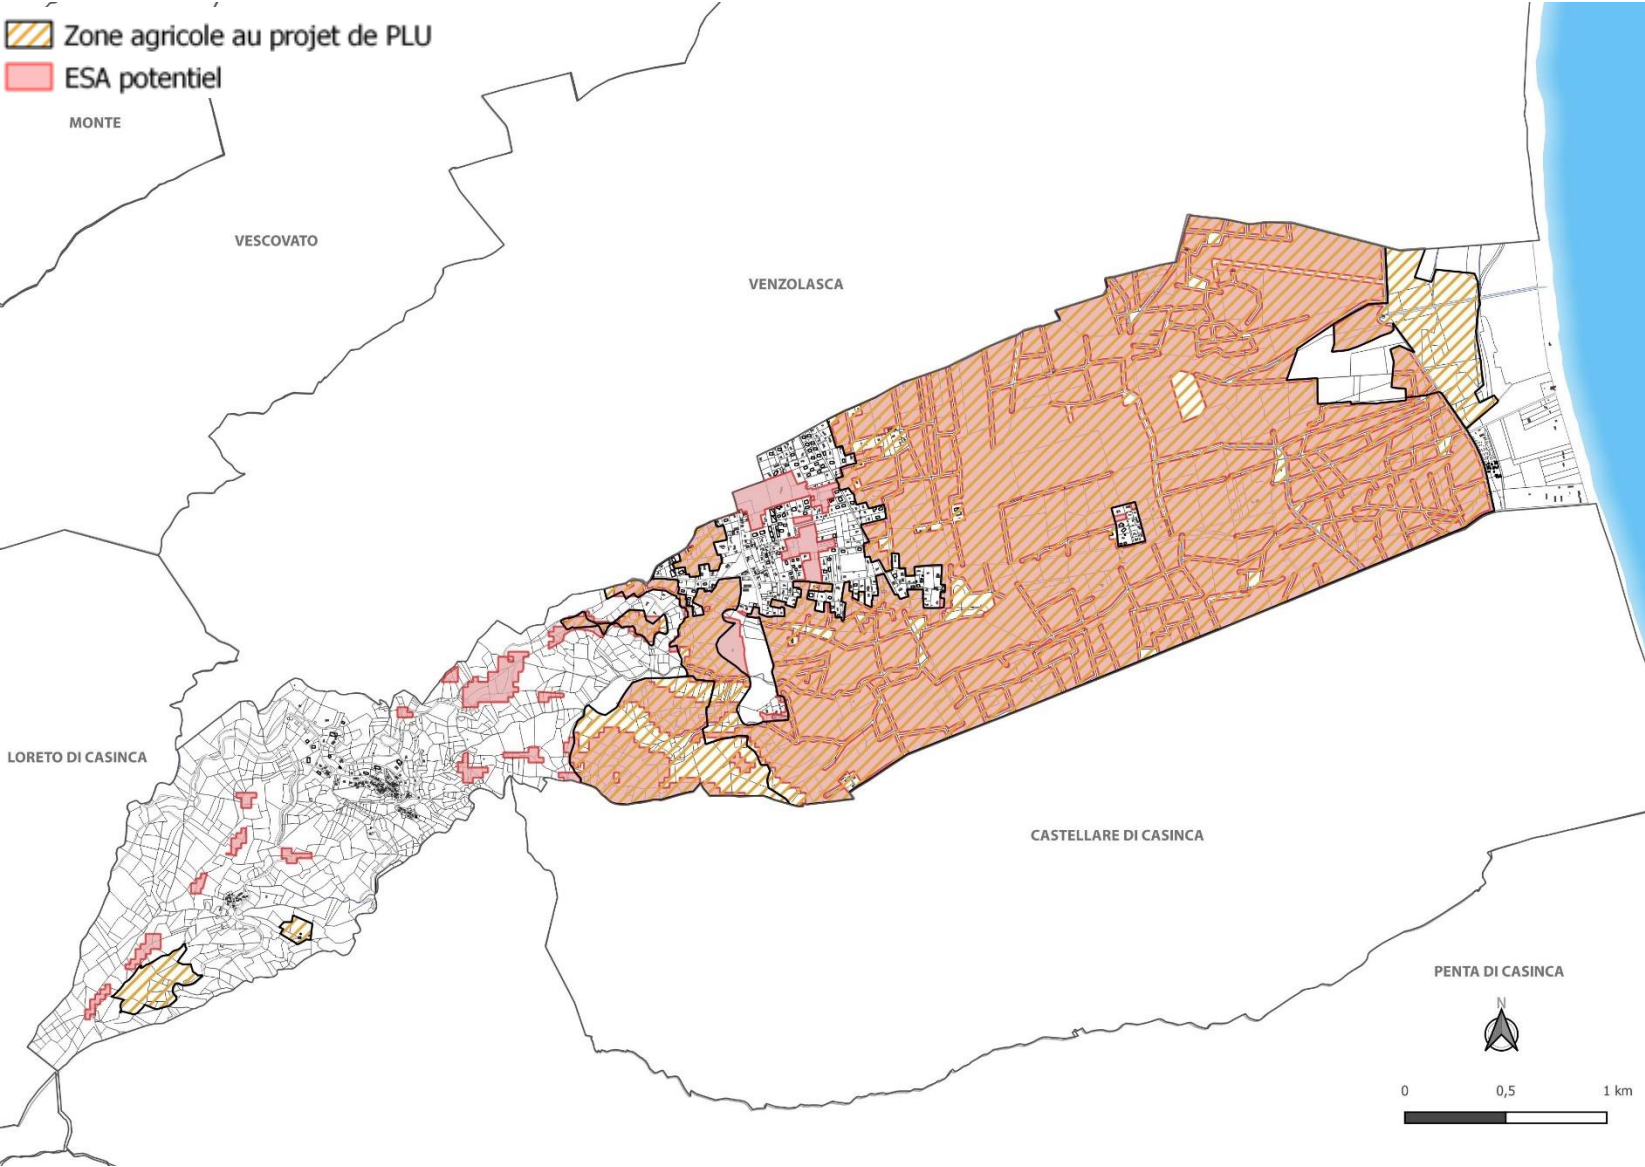 Zone agricole au projet de PLU
ESA potentiel
MONTE
VESCOVATO
VENZOLASCA
LORETO DI CASINCA
CASTELLARE DI CASINCA
PENTA DI CASINCA
N
0 0,5 1 km